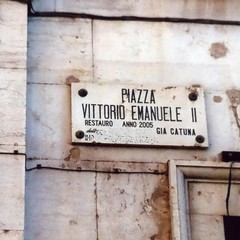 PIAZZA
VITTORIO EMANUELE II
RESTAURO ANNO 2005
GIÀ CATUNA